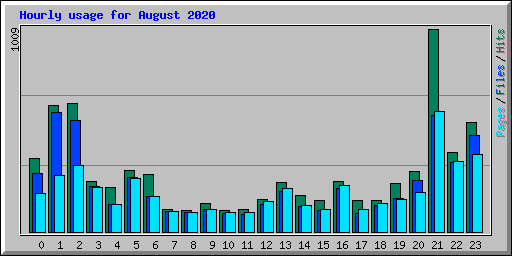 Hourly usage for August 2020
1009
Pages / Files / Hits
0 1 2 3 4 5 6 7 8 9 10 11 12 13 14 15 16 17 18 19 20 21 22 23